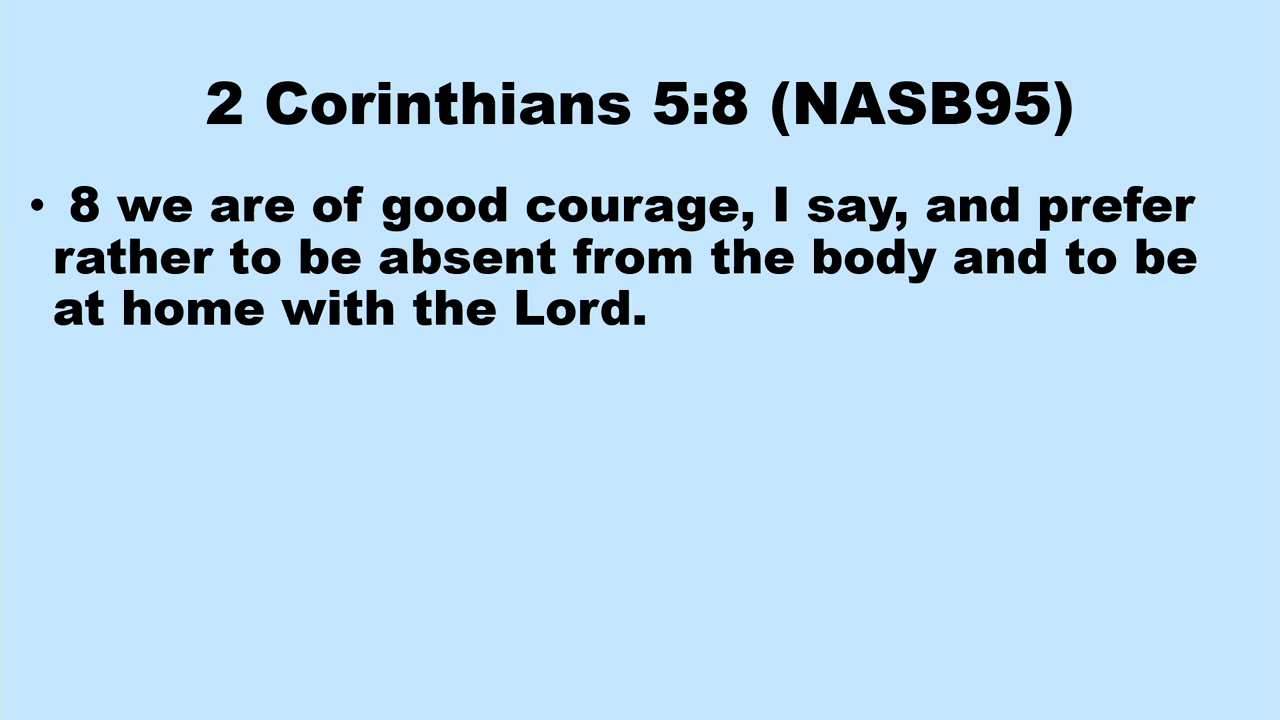 2 Corinthians 5:8 (NASB95)
• 8 we are of good courage, I say, and prefer
rather to be absent from the body and to be
at home with the Lord.